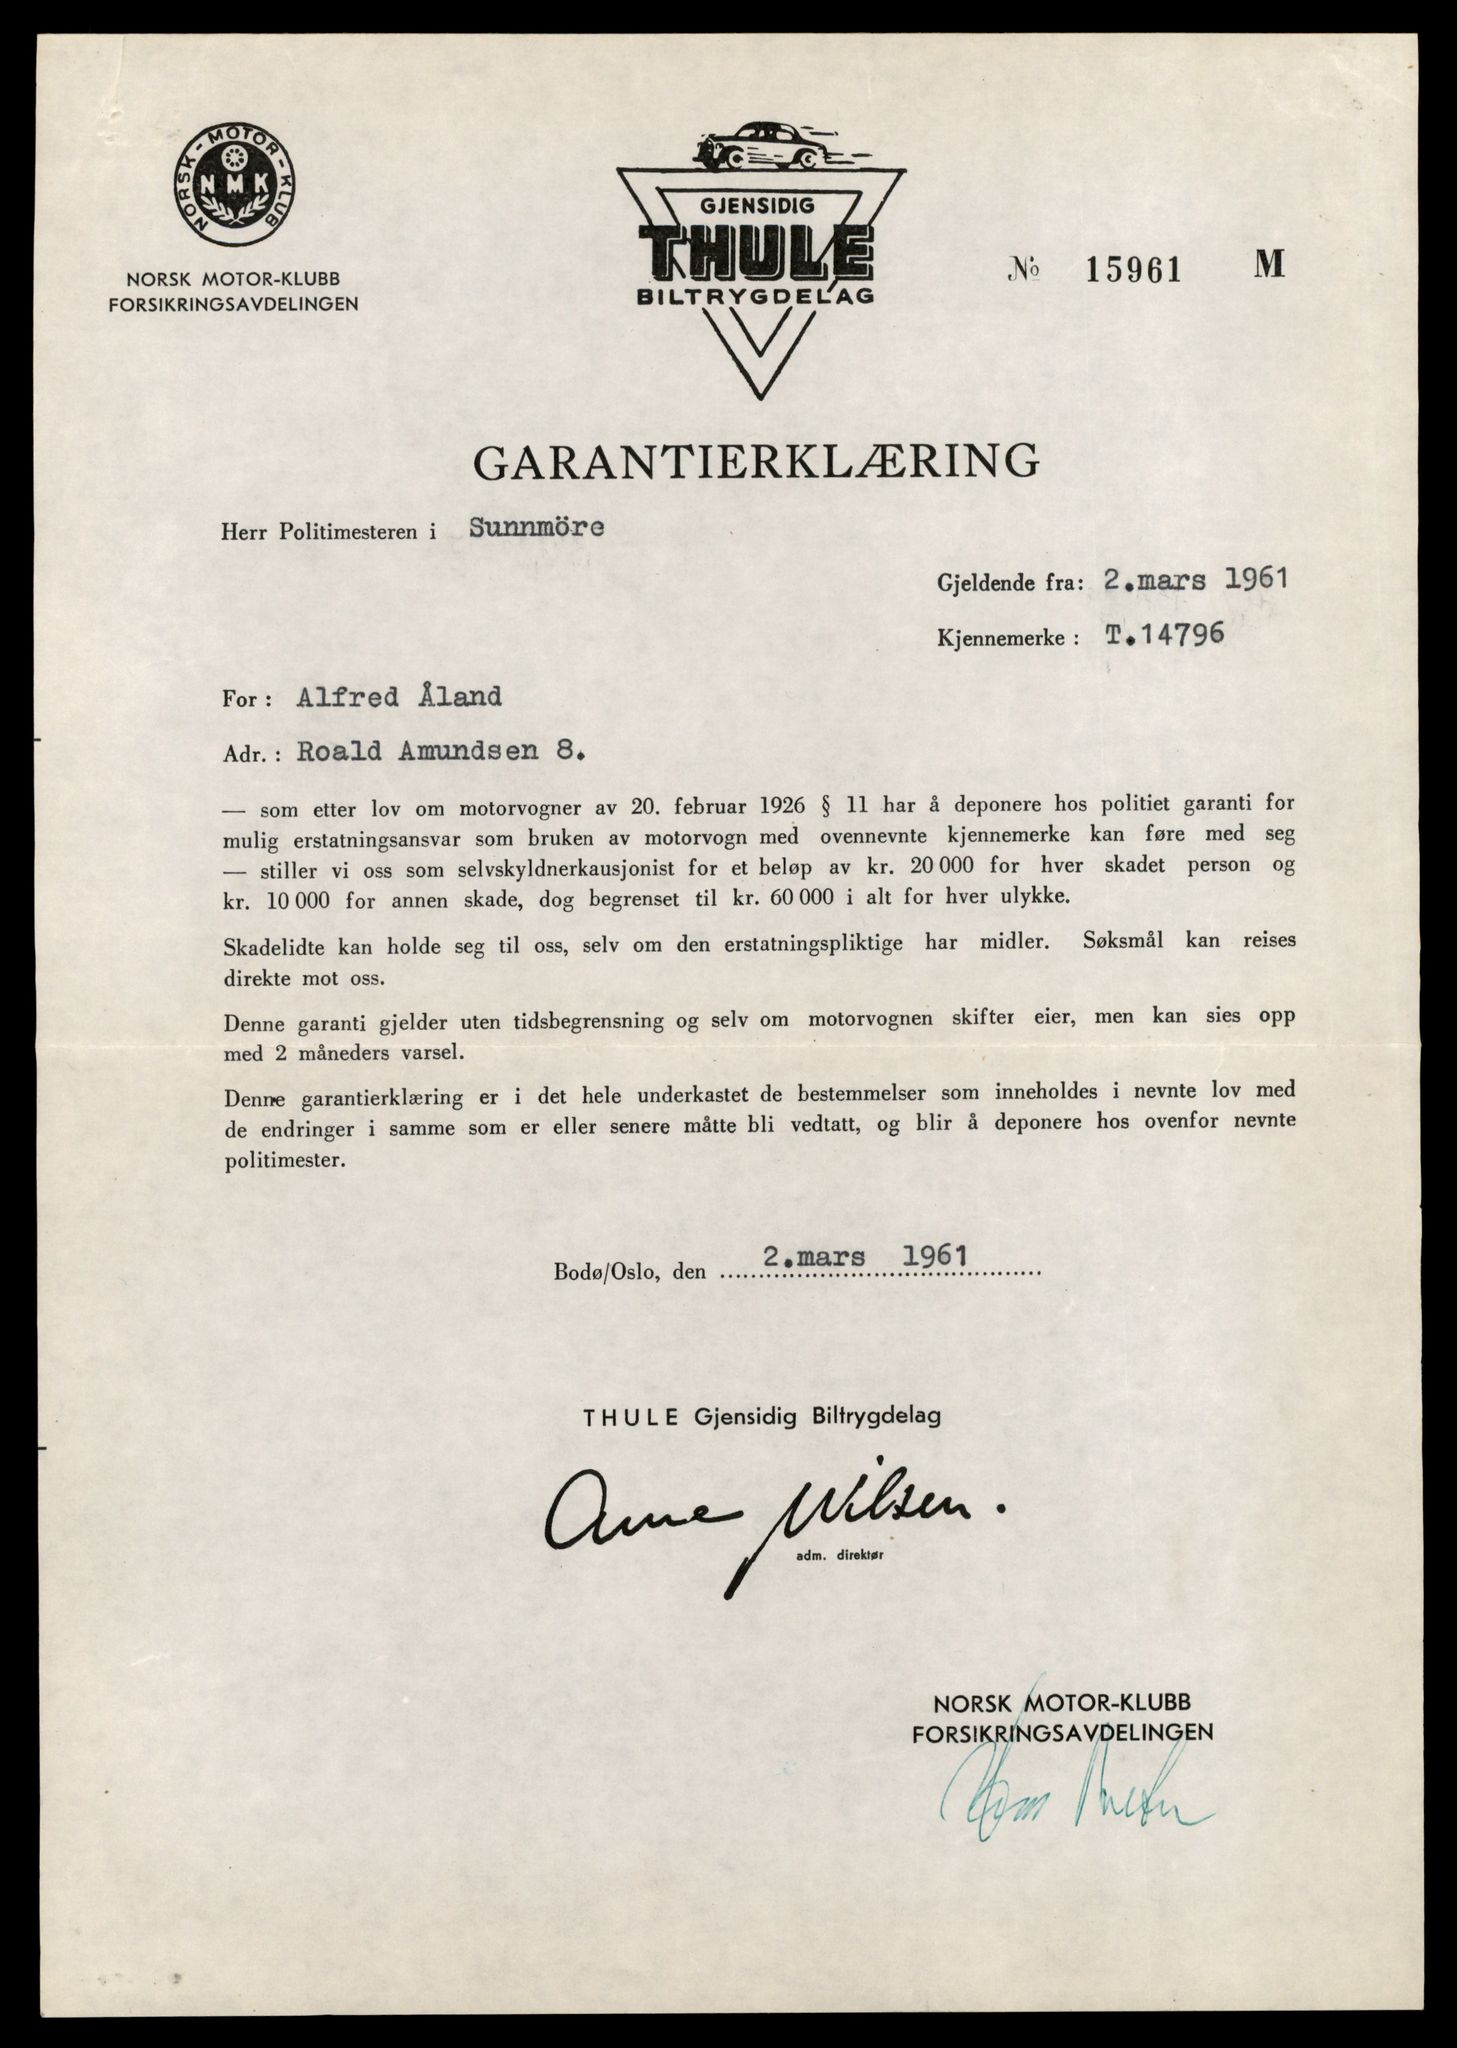 NORSK - MOTOR - KLUB
NMK
NORSK MOTOR-KLUBB
FORSIKRINGSAVDELINGEN
GJENSIDIG
THULE
BILTRYGDELAG
No 15961 M
GARANTIERKLÆRING
Herr Politimesteren i Sunnmöre
Gjeldende fra: 2.mars 1961
Kjennemerke : T.14796
For : Alfred Åland
Adr. : Roald Amundsen 8.
— som etter lov om motorvogner av 20. februar 1926 § 11 har å deponere hos politiet garanti for
mulig erstatningsansvar som bruken av motorvogn med ovennevnte kjennemerke kan føre med seg
— stiller vi oss som selvskyldnerkausjonist for et beløp av kr. 20 000 for hver skadet person og
kr. 10 000 for annen skade, dog begrenset til kr. 60 000 i alt for hver ulykke.
Skadelidte kan holde seg til oss, selv om den erstatningspliktige har midler. Søksmål kan reises
direkte mot oss.
Denne garanti gjelder uten tidsbegrensning og selv om motorvognen skifter eier, men kan sies opp
med 2 måneders varsel.
Denne garantierklæring er i det hele underkastet de bestemmelser som inneholdes i nevnte lov med
de endringer i samme som er eller senere måtte bli vedtatt, og blir å deponere hos ovenfor nevnte
politimester.
Bodø/Oslo, den 2.mars 1961
THULE Gjensidig Biltrygdelag
Arne Nilsen.
adm. direktør
NORSK MOTOR-KLUBB
FORSIKRINGSAVDELINGEN